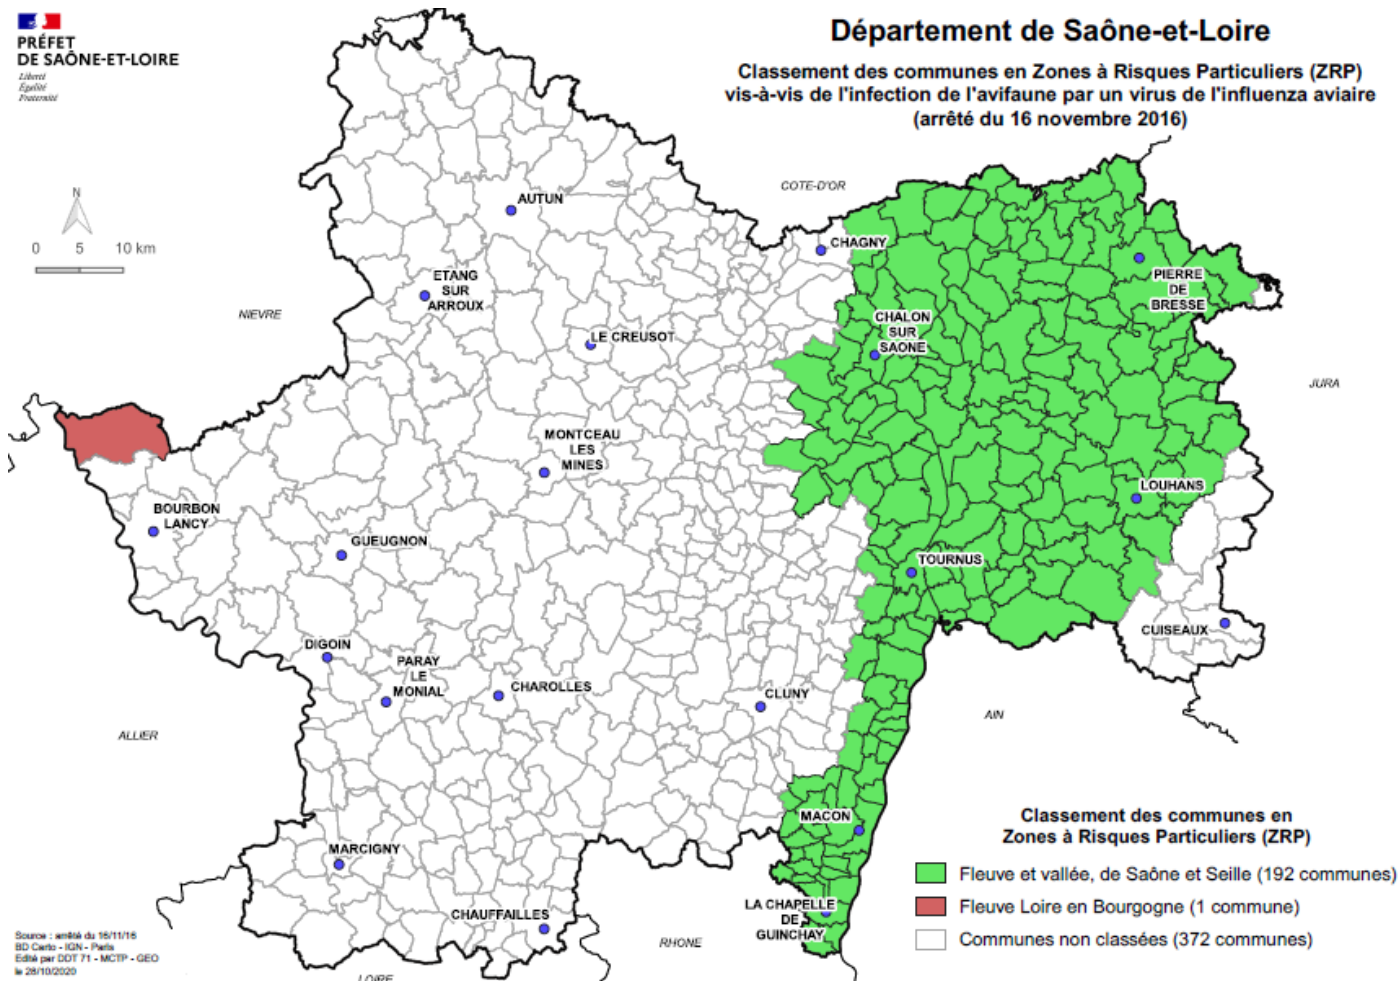 PRÉFET
DE SAÔNE-ET-LOIRE
Liberté
Égalité
Fraternité
Département de Saône-et-Loire
Classement des communes en Zones à Risques Particuliers (ZRP)
vis-à-vis de l'infection de l'avifaune par un virus de l'influenza aviaire
(arrêté du 16 novembre 2016)
N
0 5 10 km
COTE-D'OR
AUTUN
CHAGNY
ETANG
SUR
ARROUX
PIERRE
DE
BRESSE
NIEVRE
CHALON
SUR
SAONE
LE CREUSOT
JURA
MONTCEAU
LES
MINES
LOUHANS
BOURBON
LANCY
GUEUGNON
TOURNUS
CUISEAUX
DIGOIN
PARAY
LE
MONIAL
CHAROLLES
CLUNY
AIN
ALLIER
MACON
MARCIGNY
LA CHAPELLE
DE
GUINCHAY
CHAUFFAILLES
RHONE
LOIRE
Classement des communes en
Zones à Risques Particuliers (ZRP)
Fleuve et vallée, de Saône et Seille (192 communes)
Fleuve Loire en Bourgogne (1 commune)
Communes non classées (372 communes)
Source : arrêté du 16/11/16
BD Carto - IGN - Paris
Edité par DDT 71 - MCTP - GEO
le 28/10/2020